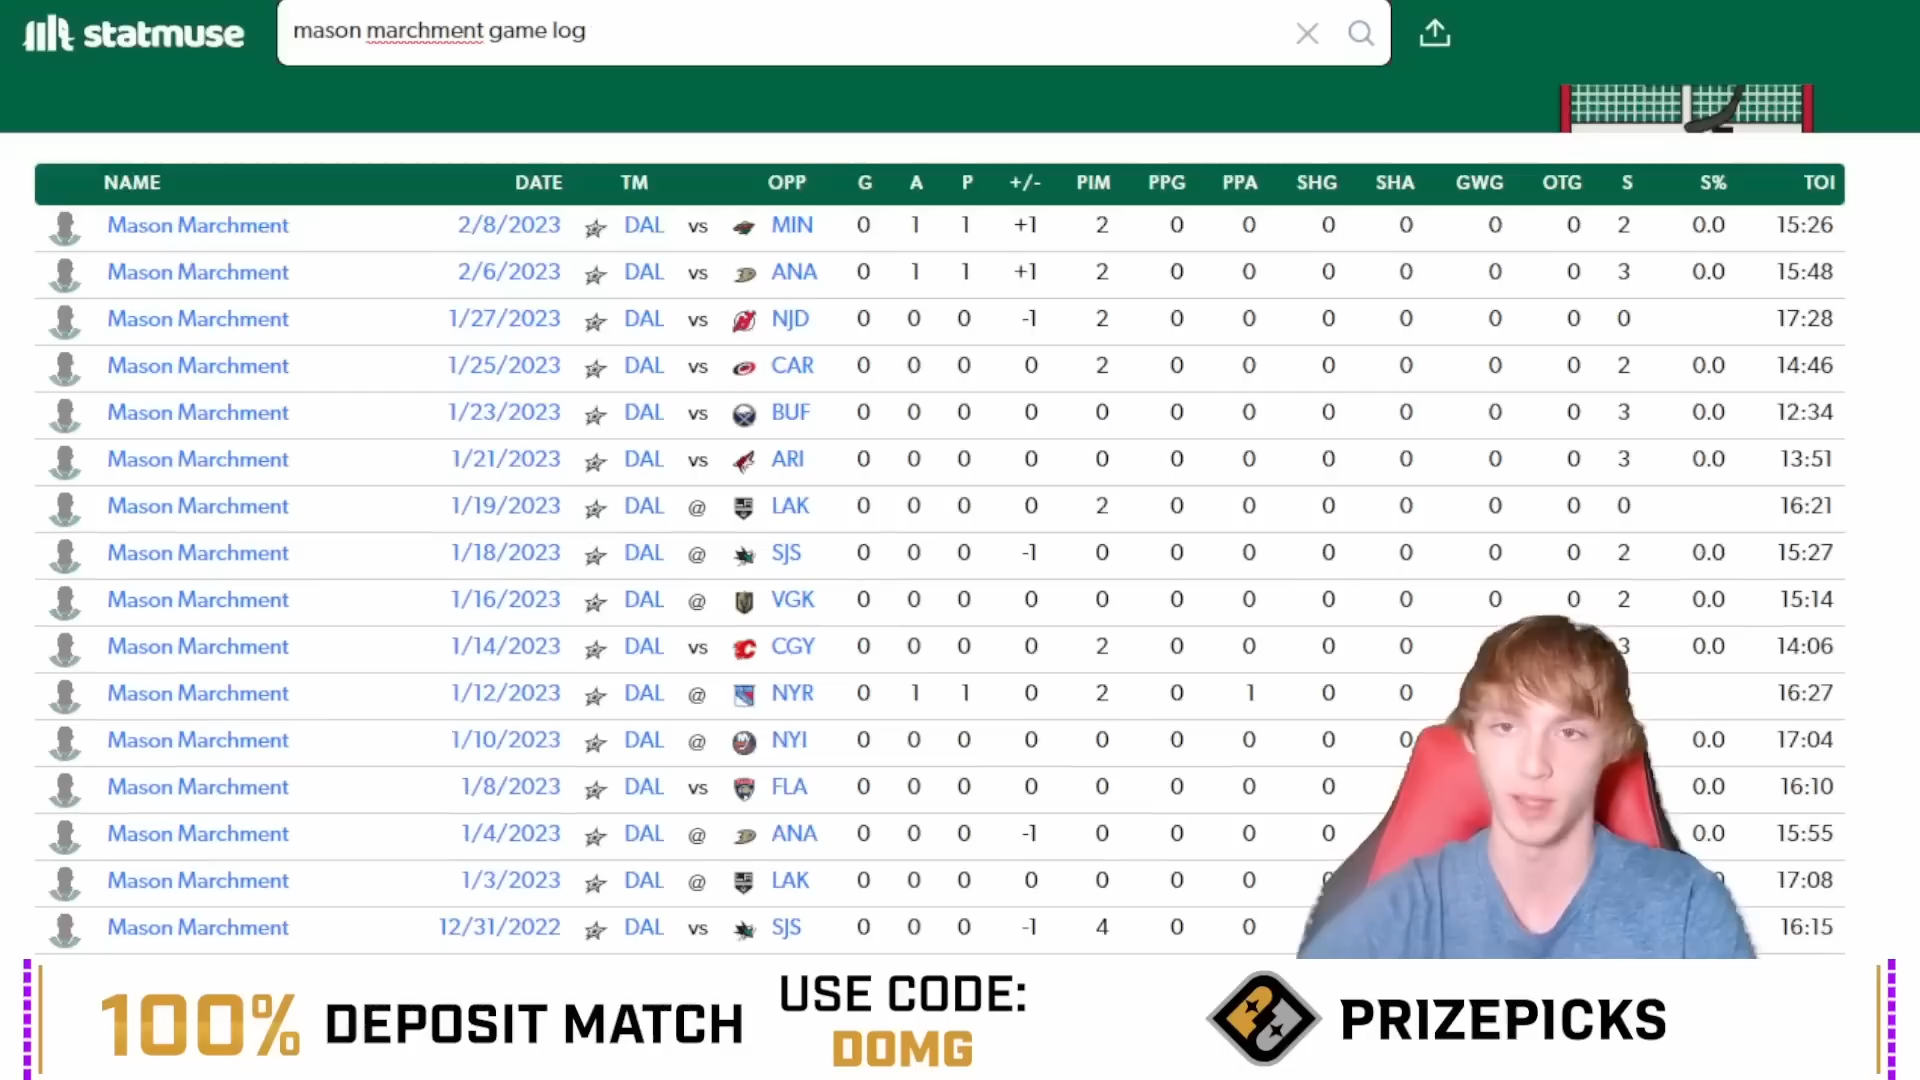 statmuse
mason marchment game log
NAME DATE TM OPP G A P +/- PIM PPG PPA SHG SHA GWG OTG S S% TOI
Mason Marchment 2/8/2023 DAL vs MIN 0 1 1 +1 2 0 0 0 0 0 0 2 0.0 15:26
Mason Marchment 2/6/2023 DAL vs ANA 0 1 1 +1 2 0 0 0 0 0 0 3 0.0 15:48
Mason Marchment 1/27/2023 DAL vs NJD 0 0 0 -1 2 0 0 0 0 0 0 0 17:28
Mason Marchment 1/25/2023 DAL vs CAR 0 0 0 0 2 0 0 0 0 0 0 2 0.0 14:46
Mason Marchment 1/23/2023 DAL vs BUF 0 0 0 0 0 0 0 0 0 0 0 3 0.0 12:34
Mason Marchment 1/21/2023 DAL vs ARI 0 0 0 0 0 0 0 0 0 0 0 3 0.0 13:51
Mason Marchment 1/19/2023 DAL @ LAK 0 0 0 0 2 0 0 0 0 0 0 0 16:21
Mason Marchment 1/18/2023 DAL @ SJS 0 0 0 -1 0 0 0 0 0 0 0 2 0.0 15:27
Mason Marchment 1/16/2023 DAL @ VGK 0 0 0 0 0 0 0 0 0 0 0 2 0.0 15:14
Mason Marchment 1/14/2023 DAL vs CGY 0 0 0 0 2 0 0 0 0 3 0.0 14:06
Mason Marchment 1/12/2023 DAL @ NYR 0 1 1 0 2 0 1 0 0 16:27
Mason Marchment 1/10/2023 DAL @ NYI 0 0 0 0 0 0 0 0 0 0.0 17:04
Mason Marchment 1/8/2023 DAL vs FLA 0 0 0 0 0 0 0 0 0.0 16:10
Mason Marchment 1/4/2023 DAL @ ANA 0 0 0 -1 0 0 0 0 0.0 15:55
Mason Marchment 1/3/2023 DAL @ LAK 0 0 0 0 0 0 0 17:08
Mason Marchment 12/31/2022 DAL vs SJS 0 0 0 -1 4 0 0 16:15
100% DEPOSIT MATCH
USE CODE:
DOMG
PRIZEPICKS